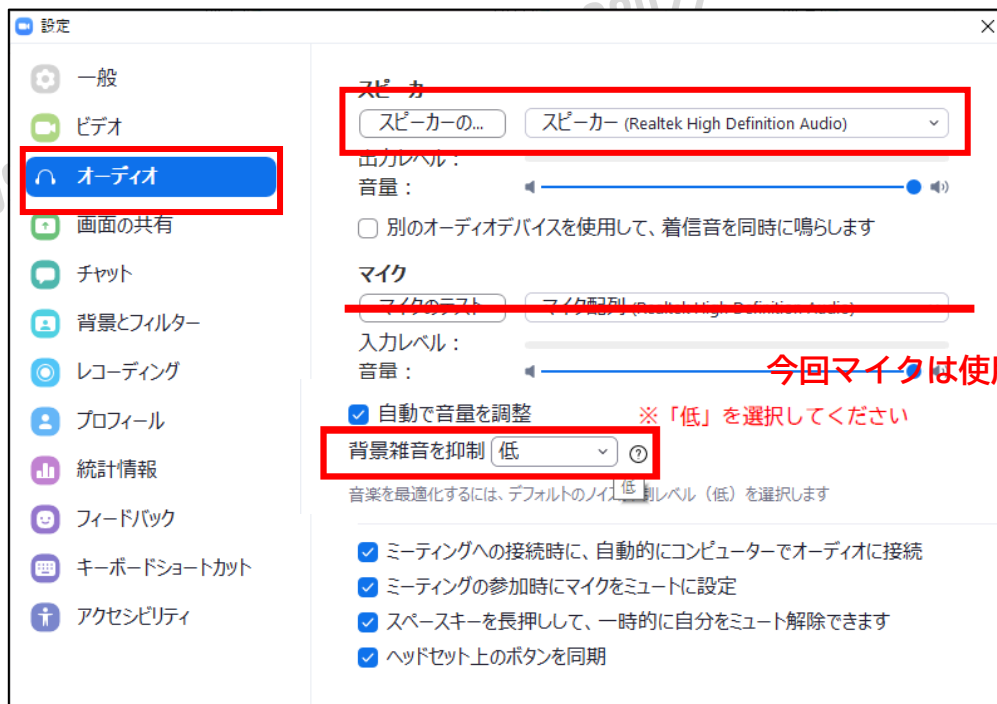 設定
一般
ビデオ
オーディオ
画面の共有
チャット
背景とフィルター
レコーディング
プロフィール
統計情報
フィードバック
キーボードショートカット
アクセシビリティ
スピーカ
スピーカーの... スピーカー (Realtek High Definition Audio)
出力レベル：
音量：
別のオーディオデバイスを使用して、着信音を同時に鳴らします
マイク
マイクのテスト マイク配列 (Realtek High Definition Audio)
入力レベル：
音量：
今回マイクは使
自動で音量を調整
※「低」を選択してください
背景雑音を抑制 低
低
音楽を最適化するには、デフォルトのノイズ制レベル（低）を選択します
ミーティングへの接続時に、自動的にコンピューターでオーディオに接続
ミーティングの参加時にマイクをミュートに設定
スペースキーを長押しして、一時的に自分をミュート解除できます
ヘッドセット上のボタンを同期